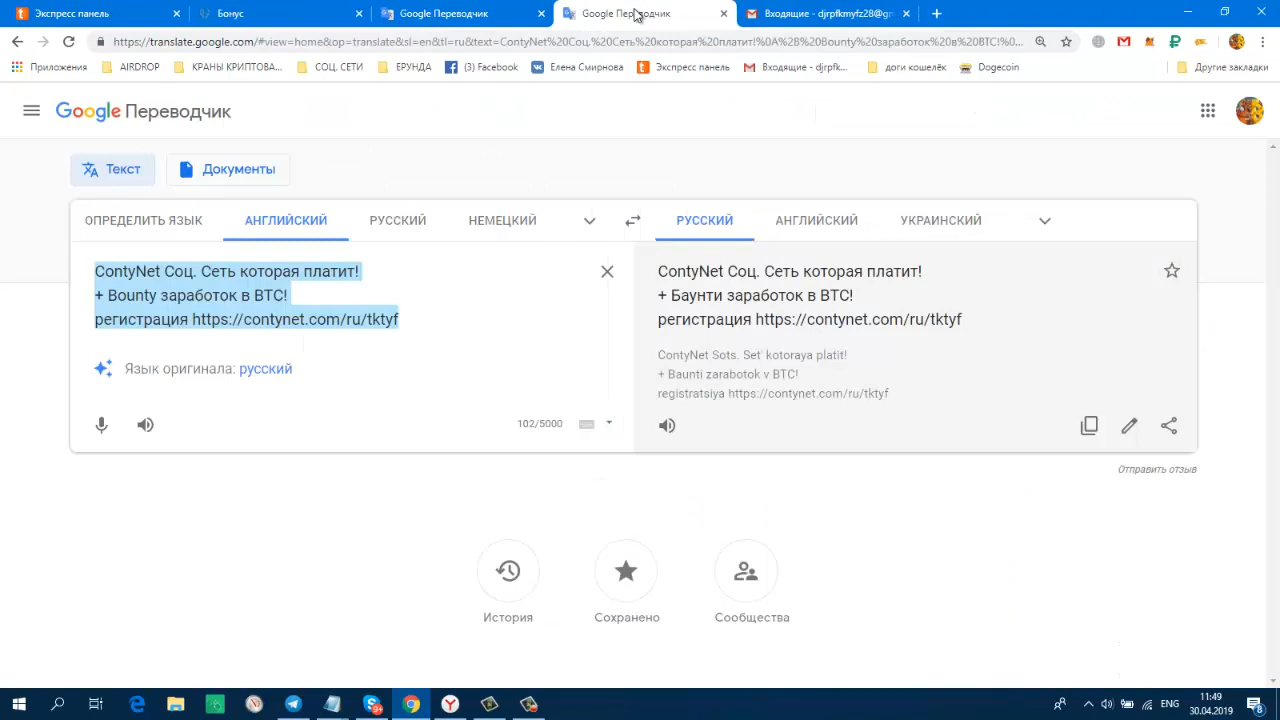 Экспресс панель
Бонус
Google Переводчик
Google Переводчик
Входящие - djrpfkmyfz28@gr
https://translate.google.com/#view=home&op=translate&sl=en&tl=ru&text=ContyNet%20Соц.%20Сеть%20которая%20платит!%0A%2B%20Bounty%20заработок%20в%20BTC!%0...
Приложения
AIRDROP
КРАНЫ КРИПТОВА...
СОЦ. СЕТИ
ЕРУНДА
(3) Facebook
Елена Смирнова
Экспресс панель
Входящие - djrpfk...
доги кошелёк
Dogecoin
Другие закладки
Google Переводчик
Текст
Документы
ОПРЕДЕЛИТЬ ЯЗЫК
АНГЛИЙСКИЙ
РУССКИЙ
НЕМЕЦКИЙ
РУССКИЙ
АНГЛИЙСКИЙ
УКРАИНСКИЙ
ContyNet Соц. Сеть которая платит!
+ Bounty заработок в BTC!
регистрация https://contynet.com/ru/tktyf
Язык оригинала: русский
102/5000
ContyNet Соц. Сеть которая платит!
+ Баунти заработок в BTC!
регистрация https://contynet.com/ru/tktyf
ContyNet Sots. Set' kotoraya platit!
+ Baunti zarabotok v BTC!
registratsiya https://contynet.com/ru/tktyf
Отправить отзыв
История
Сохранено
Сообщества
ENG
11:49
30.04.2019